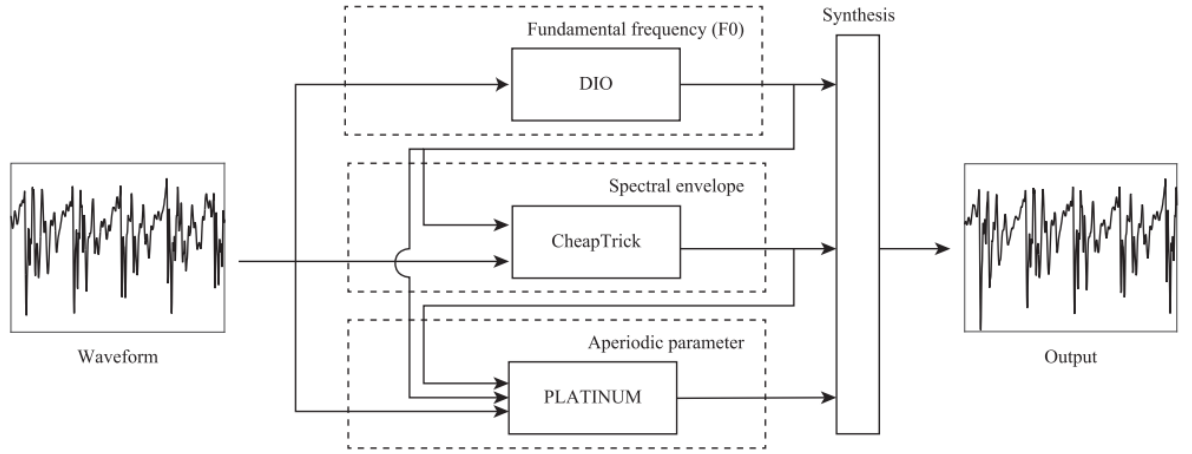 Fundamental frequency (F0)
Synthesis
DIO
Spectral envelope
CheapTrick
Waveform
Aperiodic parameter
PLATINUM
Output